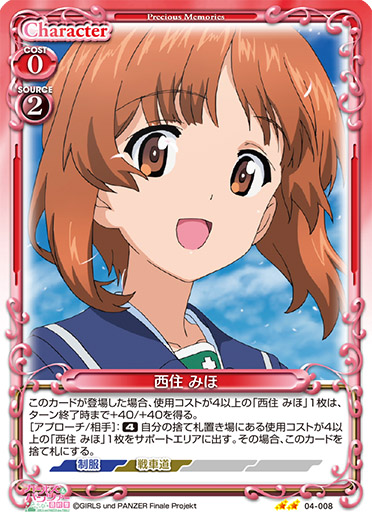 Precious Memories
Character
COST
0
SOURCE
2
西住 みほ
このカードが登場した場合、使用コストが4以上の「西住 みほ」1枚は、
ターン終了時まで+40/+40を得る。
[アプローチ/相手]:4 自分の捨て札置き場にある使用コストが4以
上の「西住 みほ」1枚をサポートエリアに出す。その場合、このカードを
捨て札にする。
制服 戦車道
©GIRLS und PANZER Finale Projekt
04-008